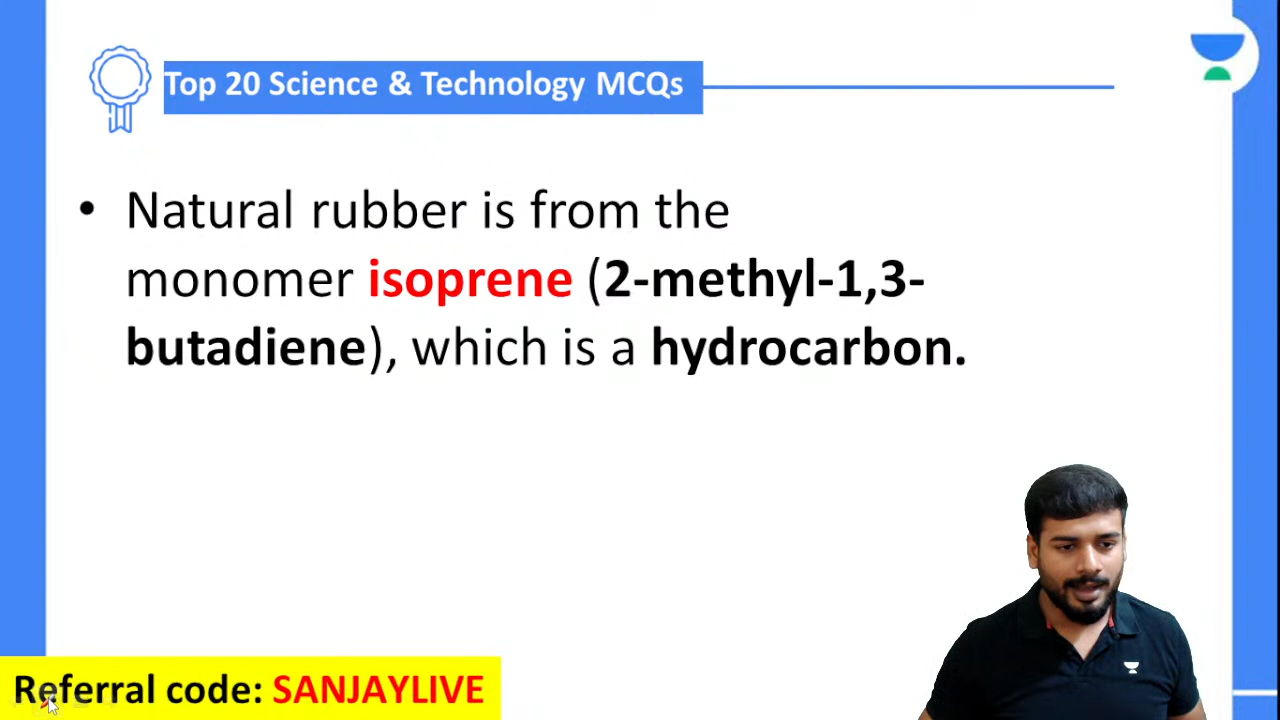 Top 20 Science & Technology MCQs
• Natural rubber is from the
monomer isoprene (2-methyl-1,3-
butadiene), which is a hydrocarbon.
Referral code: SANJAYLIVE